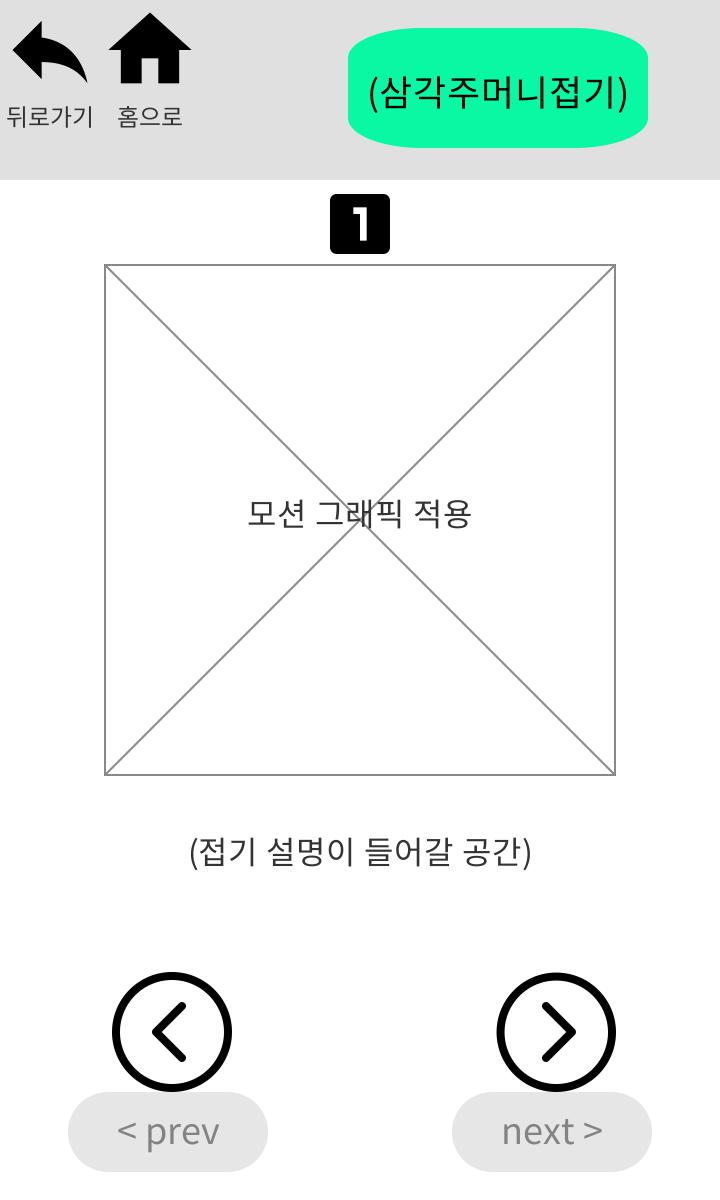 뒤로가기 홈으로
(삼각주머니접기)
1
모션 그래픽 적용
(접기 설명이 들어갈 공간)
< prev
next >